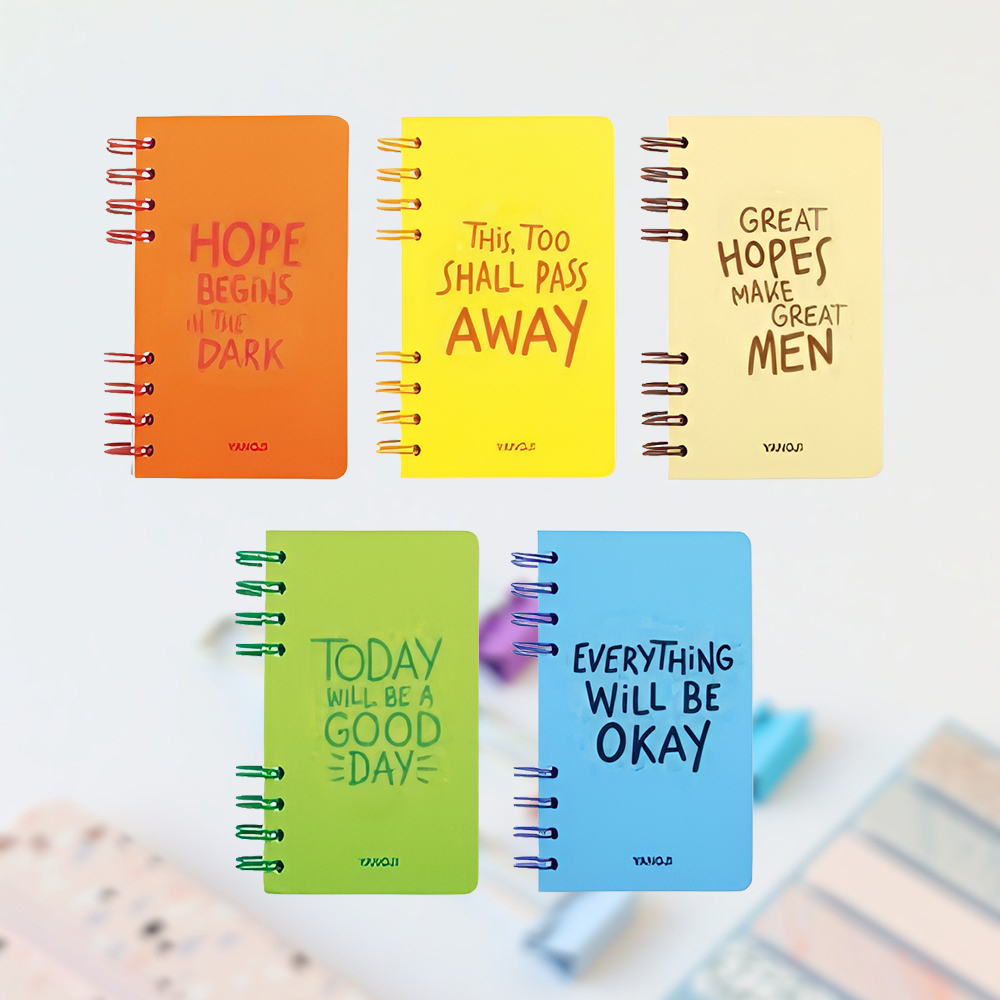 HOPE
BEGINS
IN THE
DARK
THIS, TOO
SHALL PASS
AWAY
GREAT
HOPES
MAKE
GREAT
MEN
TODAY
WILL BE A
GOOD
DAY
EVERYTHING
WILL BE
OKAY